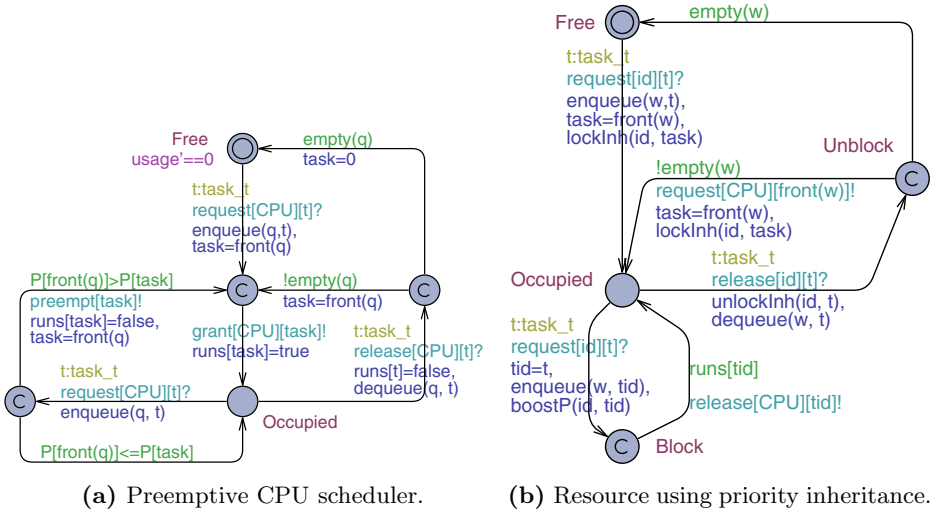 Free
usage'==0
empty(q)
task=0
t:task_t
request[CPU][t]?
enqueue(q,t),
task=front(q)
P[front(q)]>P[task]
preempt[task]!
runs[task]=false,
task=front(q)
C
!empty(q)
task=front(q)
C
grant[CPU][task]!
runs[task]=true
t:task_t
release[CPU][t]?
runs[t]=false,
dequeue(q, t)
t:task_t
request[CPU][t]?
enqueue(q, t)
C
Occupied
P[front(q)]<=P[task]
(a) Preemptive CPU scheduler.
Free
empty(w)
t:task_t
request[id][t]?
enqueue(w,t),
task=front(w),
lockInh(id, task)
Unblock
C
!empty(w)
request[CPU][front(w)]!
task=front(w),
lockInh(id, task)
Occupied
t:task_t
release[id][t]?
unlockInh(id, t),
dequeue(w, t)
t:task_t
request[id][t]?
tid=t,
enqueue(w, tid),
boostP(id, tid)
runs[tid]
release[CPU][tid]!
C
Block
(b) Resource using priority inheritance.